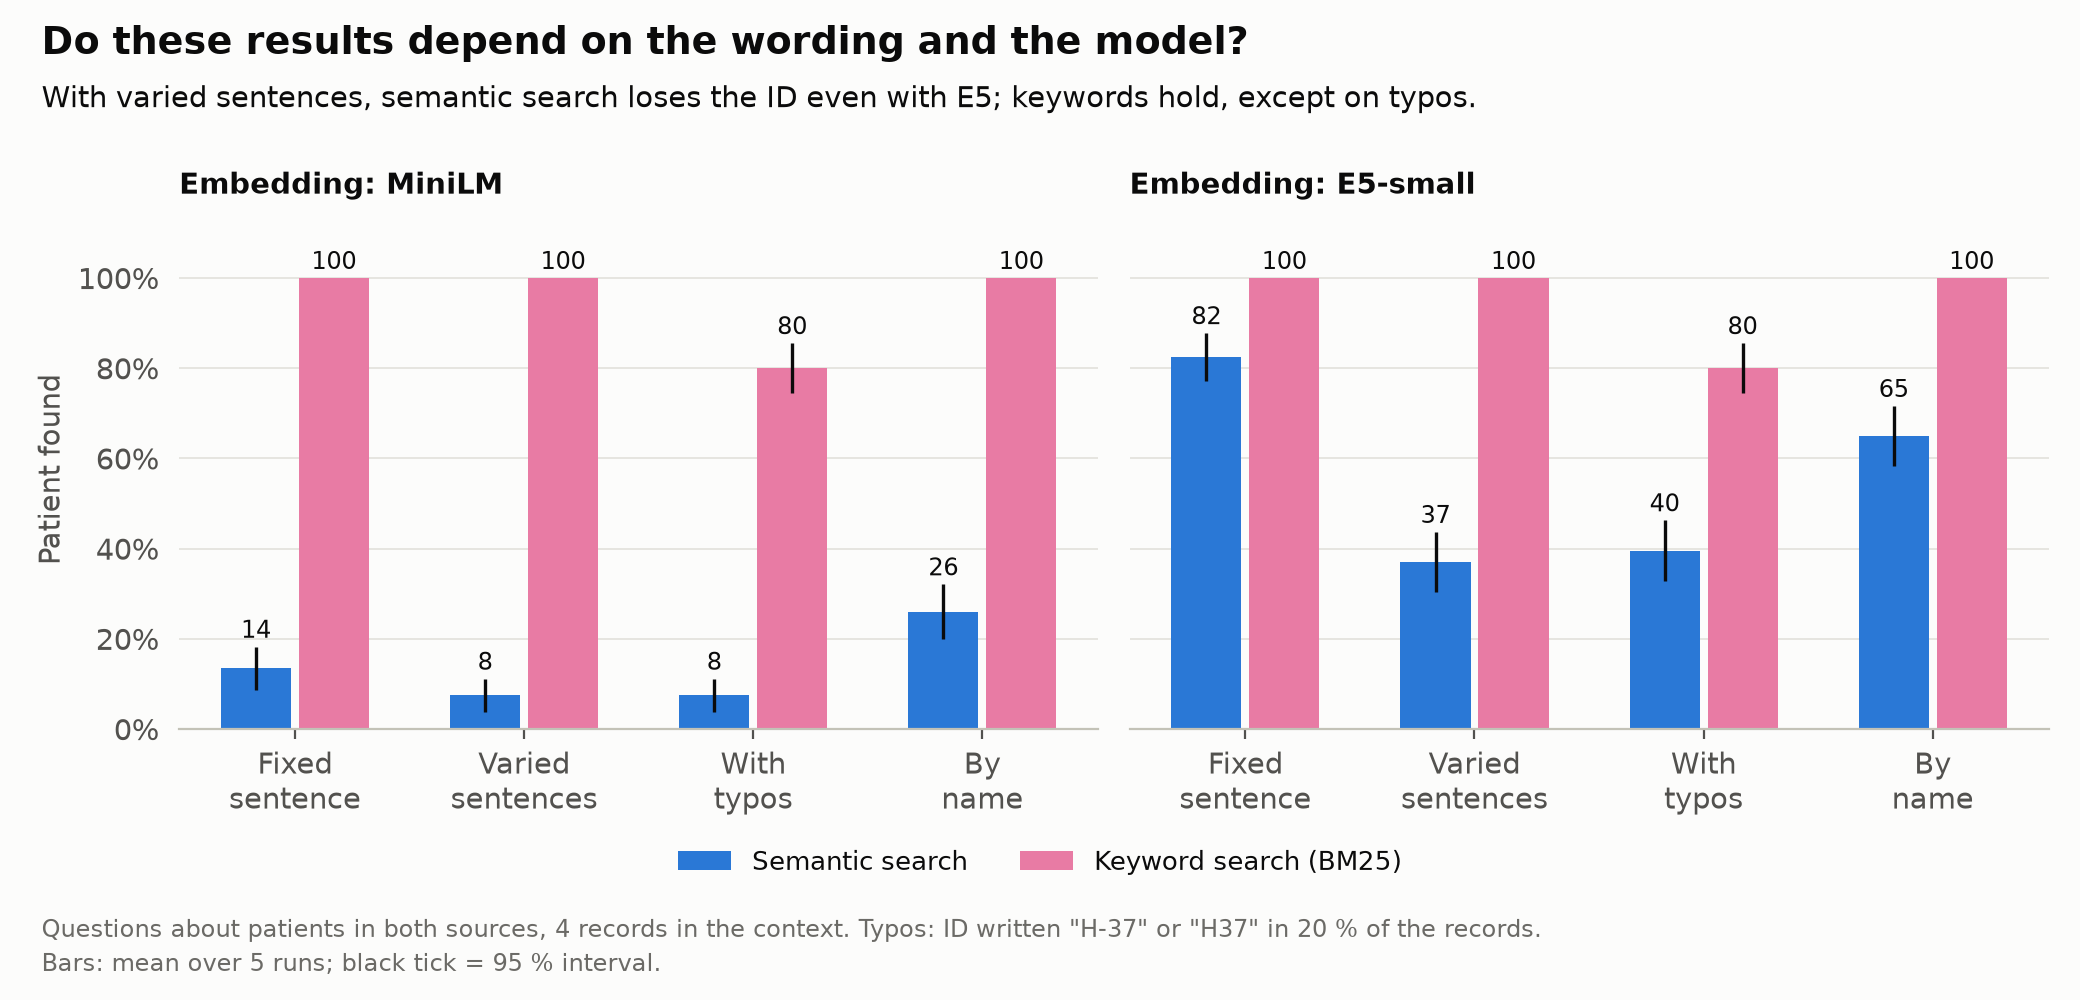 Do these results depend on the wording and the model?
With varied sentences, semantic search loses the ID even with E5; keywords hold, except on typos.
Embedding: MiniLM
Embedding: E5-small
Patient found
100%
80%
60%
40%
20%
0%
14
100
8
100
8
80
26
100
82
100
37
100
40
80
65
100
Fixed
sentence
Varied
sentences
With
typos
By
name
Fixed
sentence
Varied
sentences
With
typos
By
name
Semantic search
Keyword search (BM25)
Questions about patients in both sources, 4 records in the context. Typos: ID written "H-37" or "H37" in 20 % of the records.
Bars: mean over 5 runs; black tick = 95 % interval.